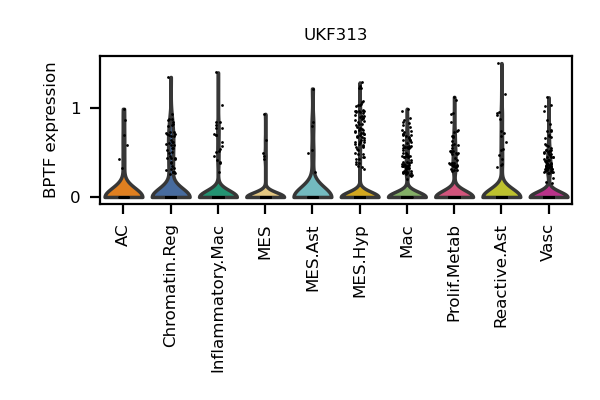 UKF313
BPTF expression
1
0
AC
Chromatin.Reg
Inflammatory.Mac
MES
MES.Ast
MES.Hyp
Mac
Prolif.Metab
Reactive.Ast
Vasc